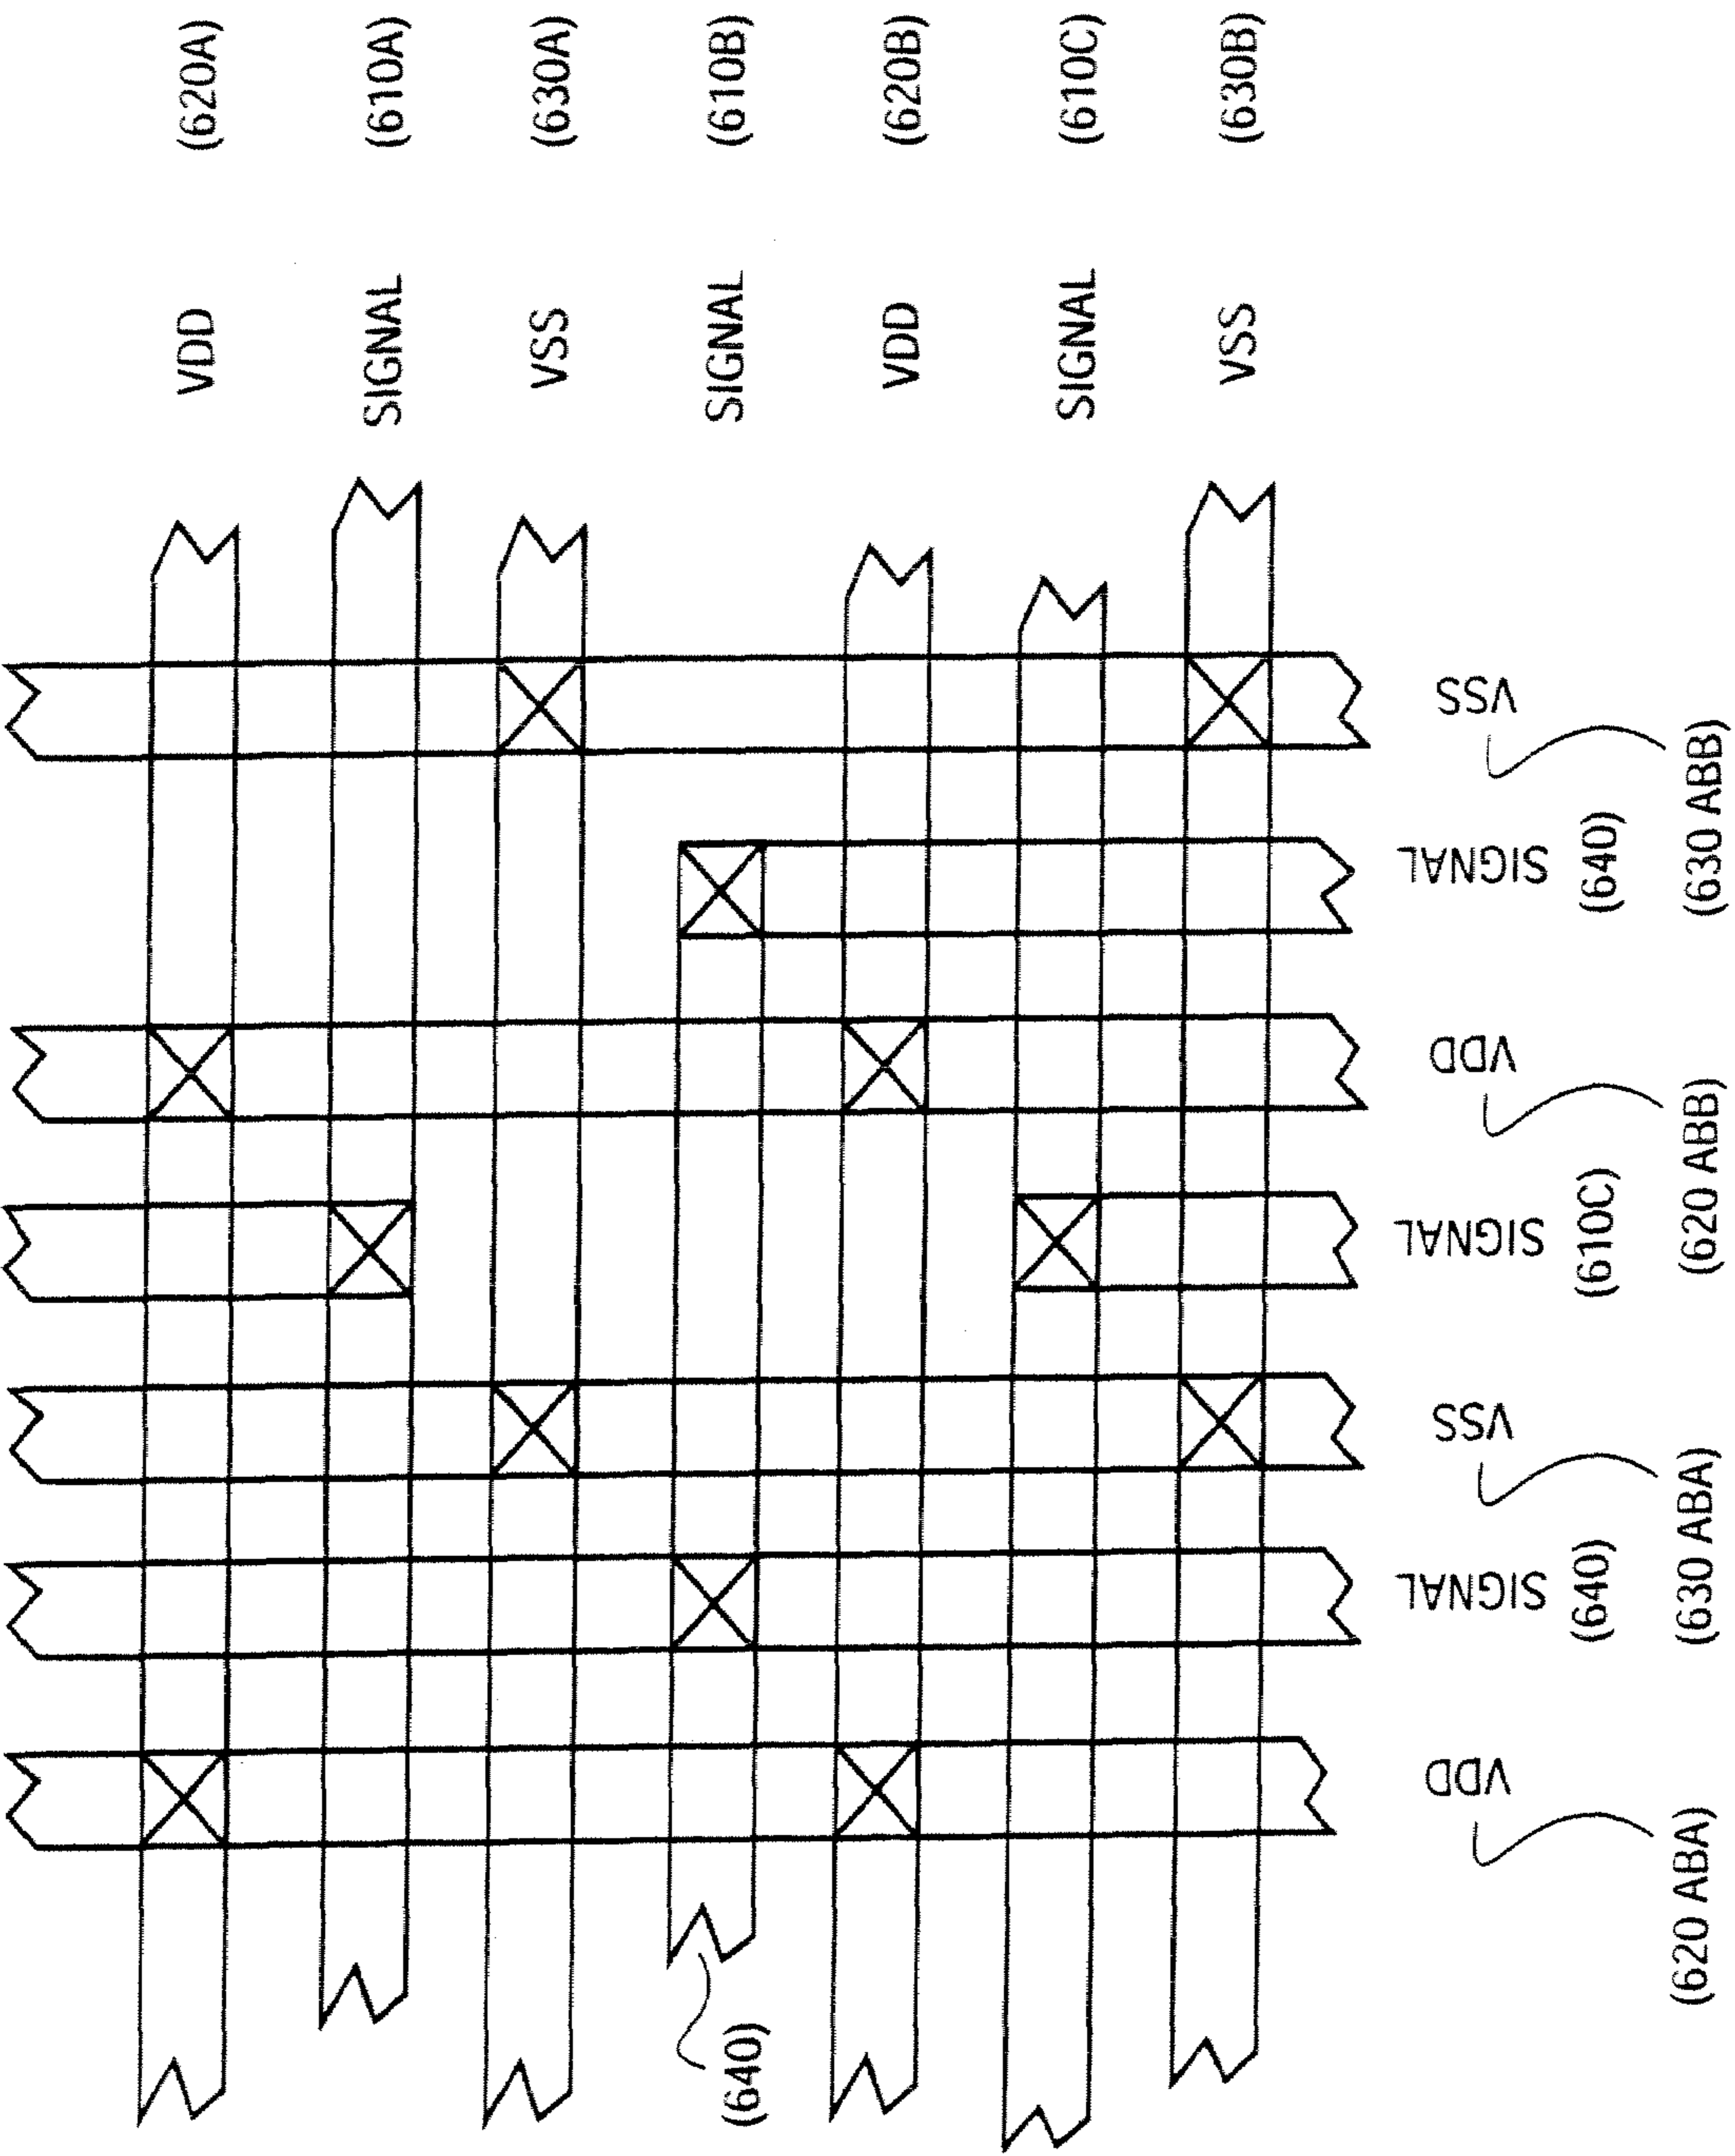 VDD (620A)
SIGNAL (610A)
VSS (630A)
SIGNAL (610B)
VDD (620B)
SIGNAL (610C)
VSS (630B)
(640)
VDD
(620 ABA)
SIGNAL
(640)
VSS
(630 ABA)
SIGNAL
(610C)
VDD
(620 ABB)
SIGNAL
(640)
VSS
(630 ABB)